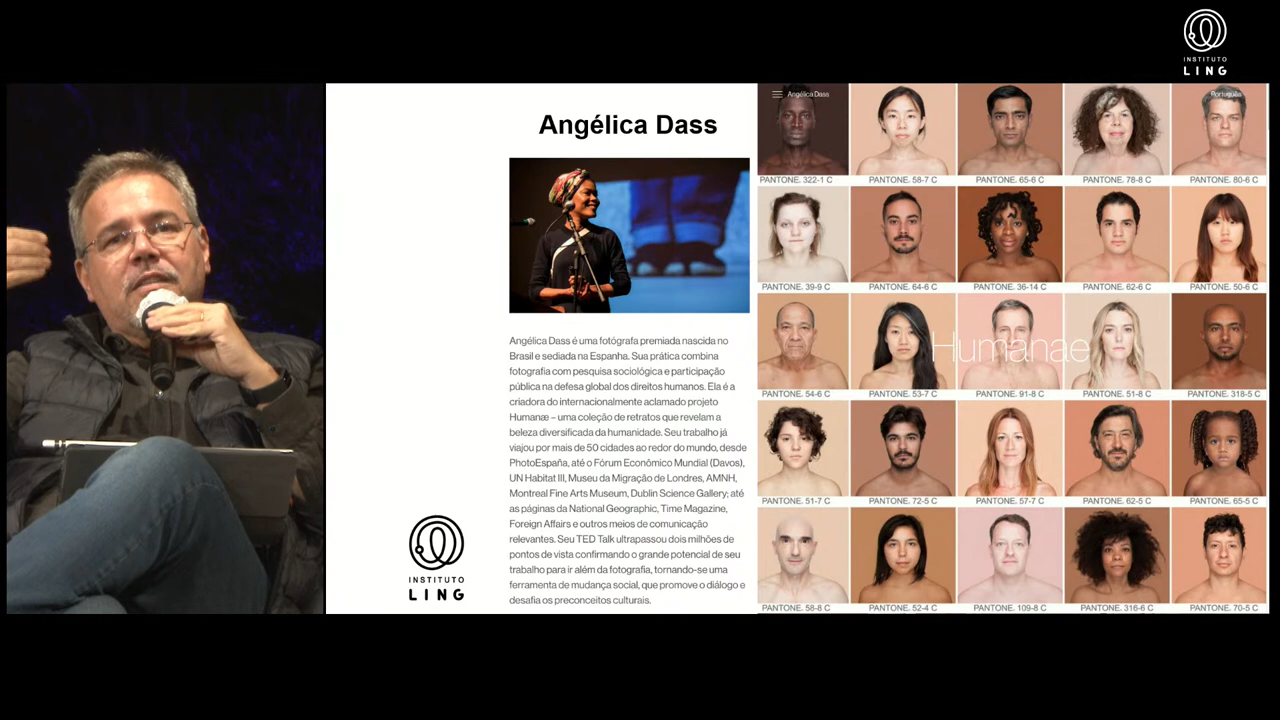 INSTITUTO
LING
Angélica Dass
Angélica Dass é uma fotógrafa premiada nascida no
Brasil e sediada na Espanha. Sua prática combina
fotografia com pesquisa sociológica e participação
pública na defesa global dos direitos humanos. Ela é a
criadora do internacionalmente aclamado projeto
Humanæ – uma coleção de retratos que revelam a
beleza diversificada da humanidade. Seu trabalho já
viajou por mais de 50 cidades ao redor do mundo, desde
PhotoEspaña, até o Fórum Econômico Mundial (Davos),
UN Habitat III, Museu da Migração de Londres, AMNH,
Montreal Fine Arts Museum, Dublin Science Gallery; até
as páginas da National Geographic, Time Magazine,
Foreign Affairs e outros meios de comunicação
relevantes. Seu TED Talk ultrapassou dois milhões de
pontos de vista confirmando o grande potencial de seu
trabalho para ir além da fotografia, tornando-se uma
ferramenta de mudança social, que promove o diálogo e
desafia os preconceitos culturais.
INSTITUTO
LING
Angélica Dass
Português
PANTONE. 322-1 C
PANTONE. 58-7 C
PANTONE. 65-6 C
PANTONE. 78-8 C
PANTONE. 80-6 C
PANTONE. 39-9 C
PANTONE. 64-6 C
PANTONE. 36-14 C
PANTONE. 62-6 C
PANTONE. 50-6 C
Humanae
PANTONE. 54-6 C
PANTONE. 53-7 C
PANTONE. 91-8 C
PANTONE. 51-8 C
PANTONE. 318-5 C
PANTONE. 51-7 C
PANTONE. 72-5 C
PANTONE. 57-7 C
PANTONE. 62-5 C
PANTONE. 65-5 C
PANTONE. 58-8 C
PANTONE. 52-4 C
PANTONE. 109-8 C
PANTONE. 316-6 C
PANTONE. 70-5 C